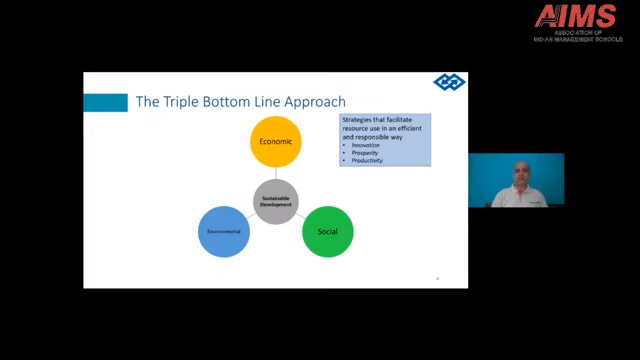 AIMS
ASSOCIATION OF
INDIAN MANAGEMENT SCHOOLS
The Triple Bottom Line Approach
Economic
Strategies that facilitate
resource use in an efficient
and responsible way
• Innovation
• Prosperity
• Productivity
Sustainable
Development
Environmental
Social